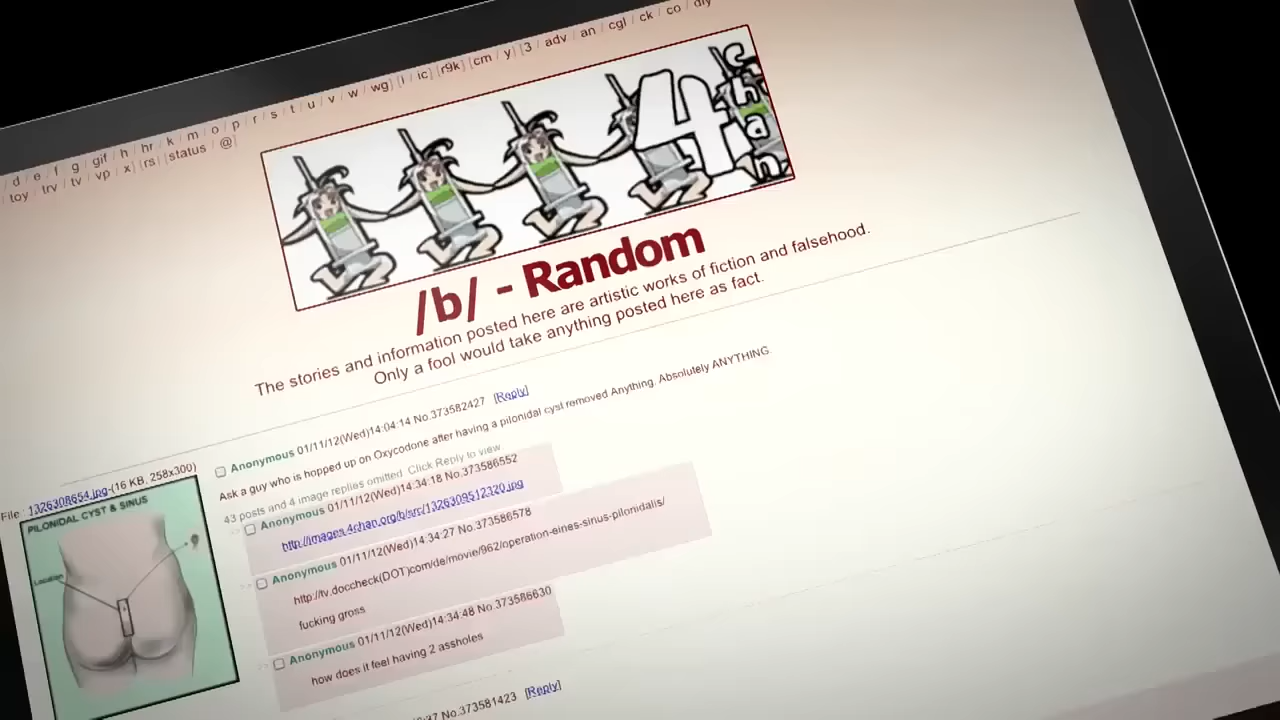 / d / e / f / g / gif / h / hr / k / m / o / p / r / s / t / u / v / w / wg] [i / ic] [r9k] [cm / y] [3 / adv / an / cgl / ck / co / diy
/ toy / trv / tv / vp / x] [rs] [status / @]
4chan
/b/ - Random
The stories and information posted here are artistic works of fiction and falsehood.
Only a fool would take anything posted here as fact.
File : 1326308654.jpg-(16 KB, 258x300)
PILONIDAL CYST & SINUS
Location
Anonymous 01/11/12(Wed)14:04:14 No.373582427 [Reply]
Ask a guy who is hopped up on Oxycodone after having a pilonidal cyst removed Anything. Absolutely ANYTHING.
43 posts and 4 image replies omitted. Click Reply to view
>> Anonymous 01/11/12(Wed)14:34:18 No.373586552
http://images.4chan.org/b/src/1326309512320.jpg
>> Anonymous 01/11/12(Wed)14:34:27 No.373586578
http://tv.doccheck(DOT)com/de/movie/962/operation-eines-sinus-pilonidalis/
fucking gross
>> Anonymous 01/11/12(Wed)14:34:48 No.373586630
how does it feel having 2 assholes
No.373581423 [Reply]